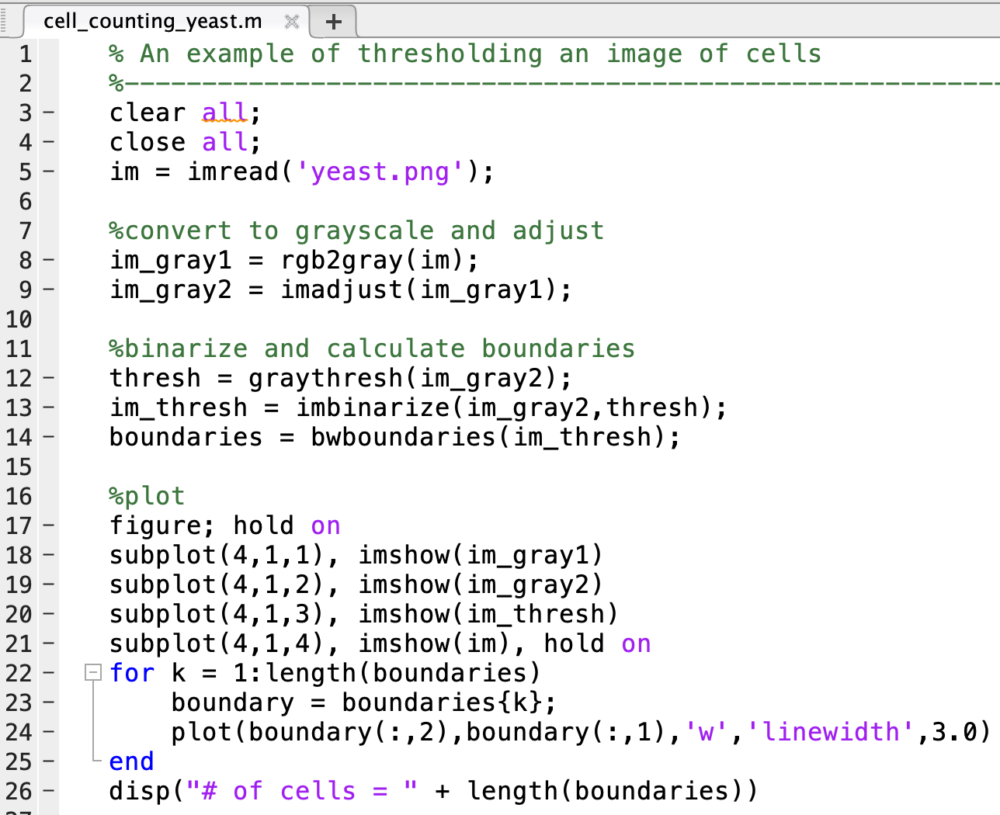 cell_counting_yeast.m
1 % An example of thresholding an image of cells
2 %---------------------------------------------------------
3 - clear all;
4 - close all;
5 - im = imread('yeast.png');
6
7 %convert to grayscale and adjust
8 - im_gray1 = rgb2gray(im);
9 - im_gray2 = imadjust(im_gray1);
10
11 %binarize and calculate boundaries
12 - thresh = graythresh(im_gray2);
13 - im_thresh = imbinarize(im_gray2,thresh);
14 - boundaries = bwboundaries(im_thresh);
15
16 %plot
17 - figure; hold on
18 - subplot(4,1,1), imshow(im_gray1)
19 - subplot(4,1,2), imshow(im_gray2)
20 - subplot(4,1,3), imshow(im_thresh)
21 - subplot(4,1,4), imshow(im), hold on
22 - for k = 1:length(boundaries)
23 - boundary = boundaries{k};
24 - plot(boundary(:,2),boundary(:,1),'w','linewidth',3.0)
25 - end
26 - disp("# of cells = " + length(boundaries))